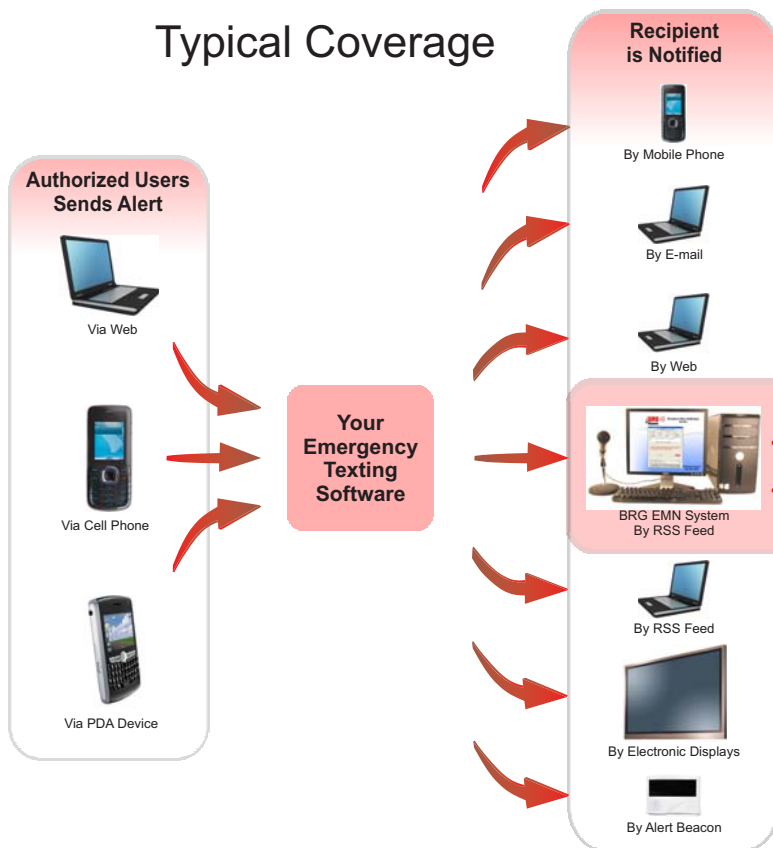 Typical Coverage
Authorized Users
Sends Alert
Via Web
Via Cell Phone
Via PDA Device
Your
Emergency
Texting
Software
Recipient
is Notified
By Mobile Phone
By E-mail
By Web
BRG EMN System
By RSS Feed
By RSS Feed
By Electronic Displays
By Alert Beacon